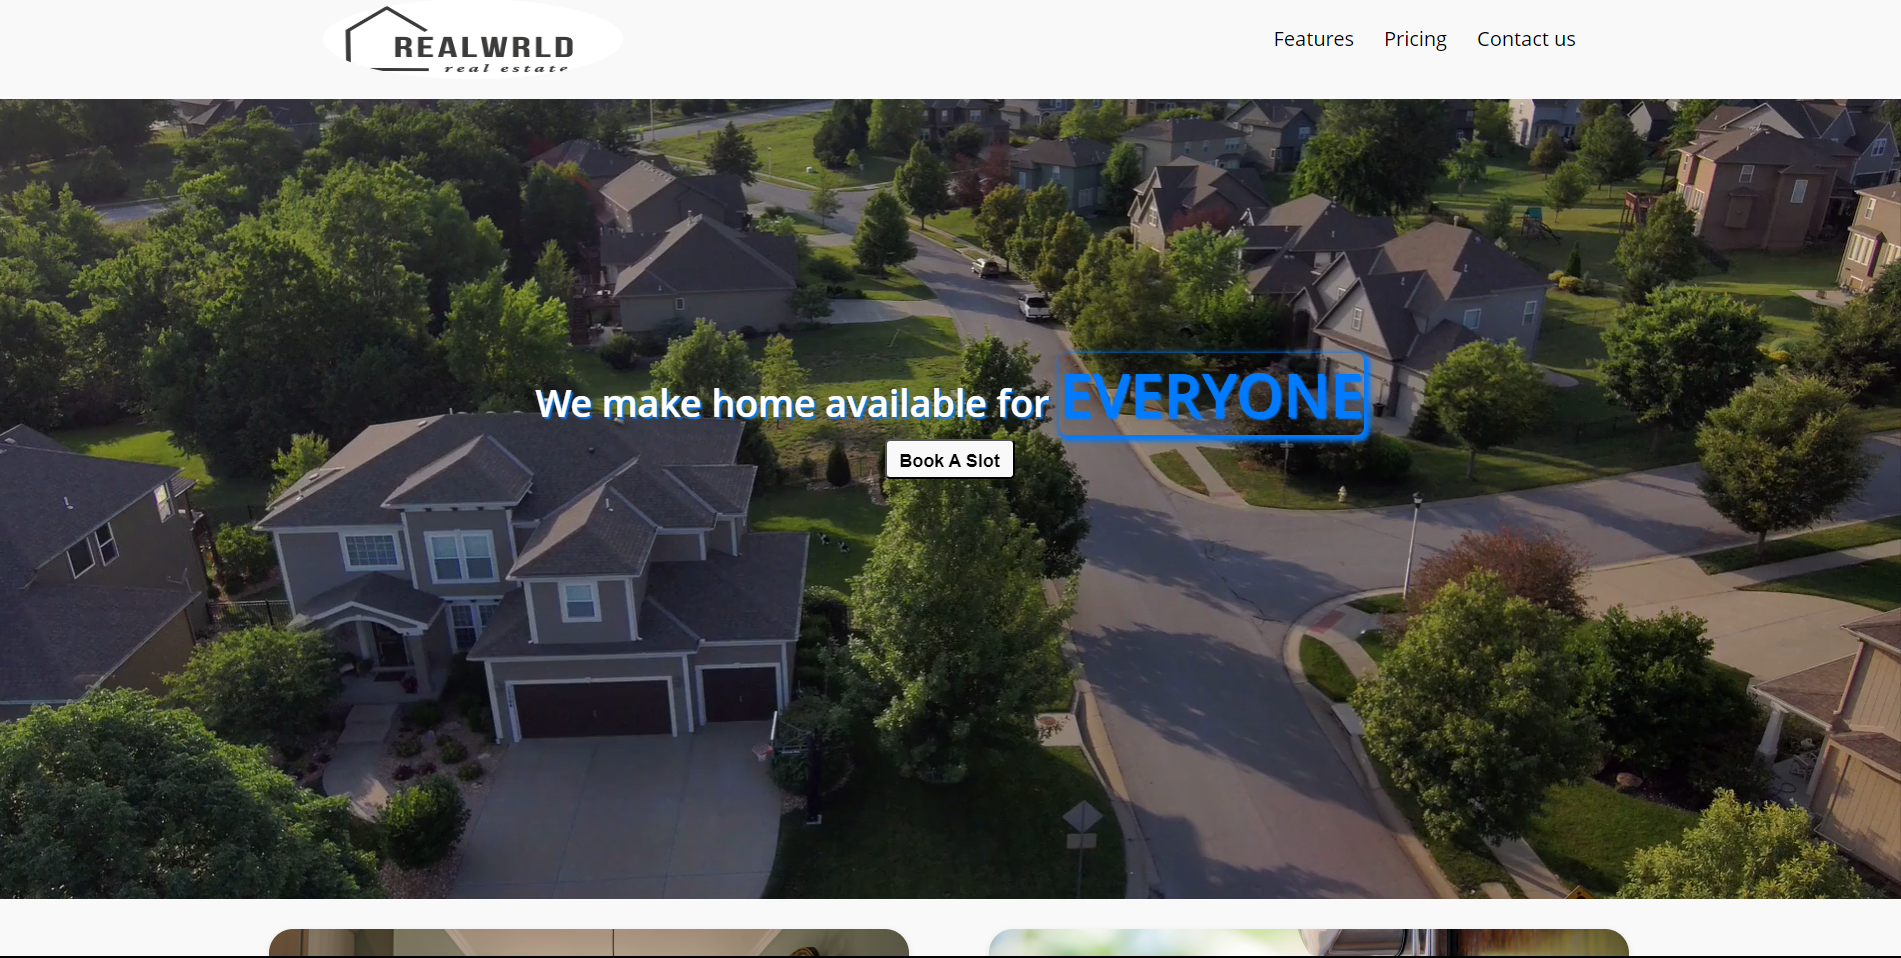 REALWRLD
real estate
Features Pricing Contact us
We make home available for EVERYONE
Book A Slot